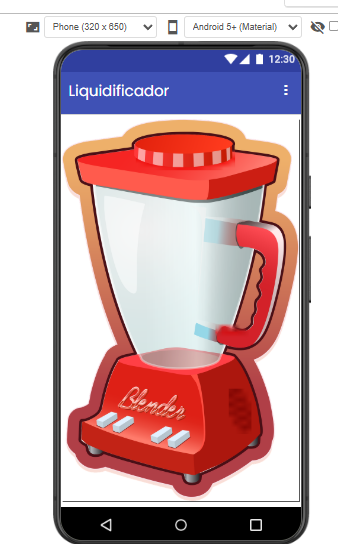 Phone (320 x 650)
Android 5+ (Material)
12:30
Liquidificador
Blender